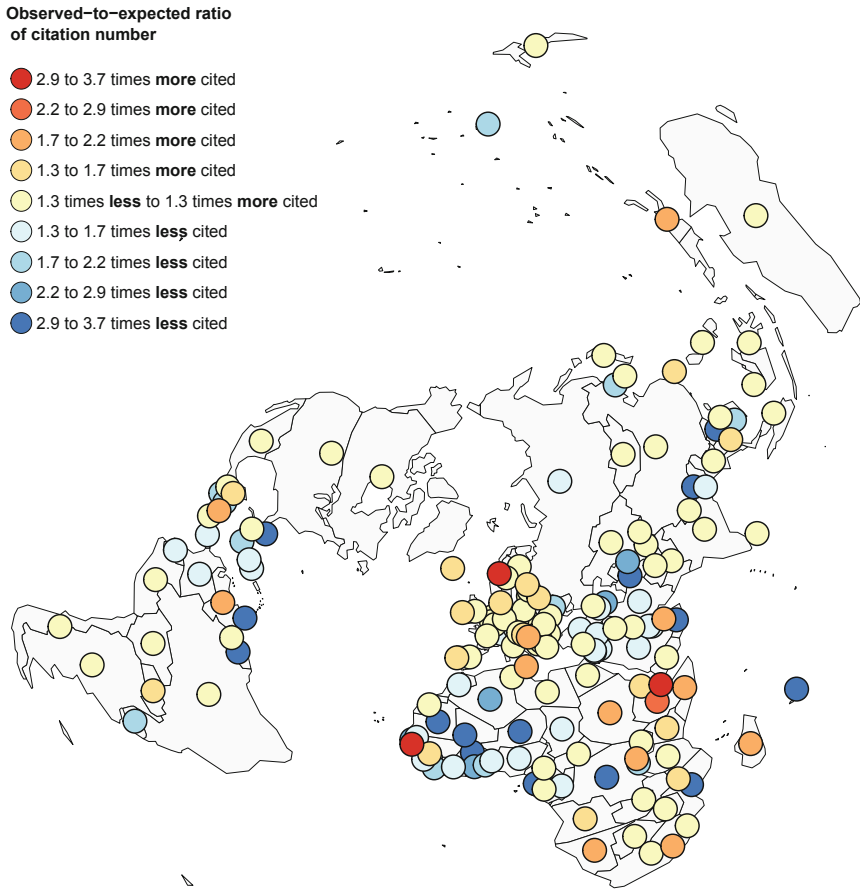 Observed−to−expected ratio
of citation number
2.9 to 3.7 times more cited
2.2 to 2.9 times more cited
1.7 to 2.2 times more cited
1.3 to 1.7 times more cited
1.3 times less to 1.3 times more cited
1.3 to 1.7 times less cited
1.7 to 2.2 times less cited
2.2 to 2.9 times less cited
2.9 to 3.7 times less cited